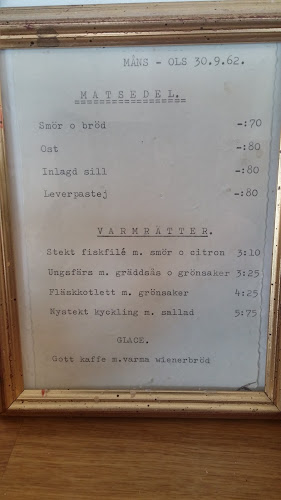 MÅNS - OLS 30.9.62.
MATSEDEL.
Smör o bröd -:70
Ost -:80
Inlagd sill -:80
Leverpastej -:80
VARMRÄTTER.
Stekt fiskfilé m. smör o citron 3:10
Ungsfärs m. gräddsås o grönsaker 3:25
Fläskkotlett m. grönsaker 4:25
Nystekt kyckling m. sallad 5:75
GLACE.
Gott kaffe m.varma wienerbröd